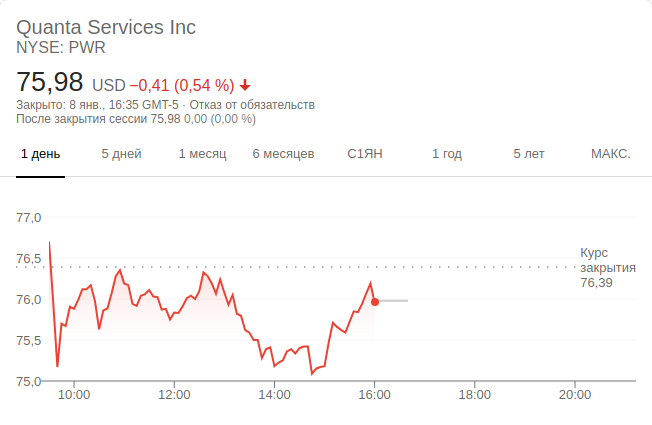 Quanta Services Inc
NYSE: PWR
75,98 USD −0,41 (0,54 %)
Закрыто: 8 янв., 16:35 GMT-5 · Отказ от обязательств
После закрытия сессии 75,98 0,00 (0,00 %)
1 день 5 дней 1 месяц 6 месяцев С1ЯН 1 год 5 лет МАКС.
77,0
76,5
Курс
закрытия
76,39
76,0
75,5
75,0
10:00 12:00 14:00 16:00 18:00 20:00